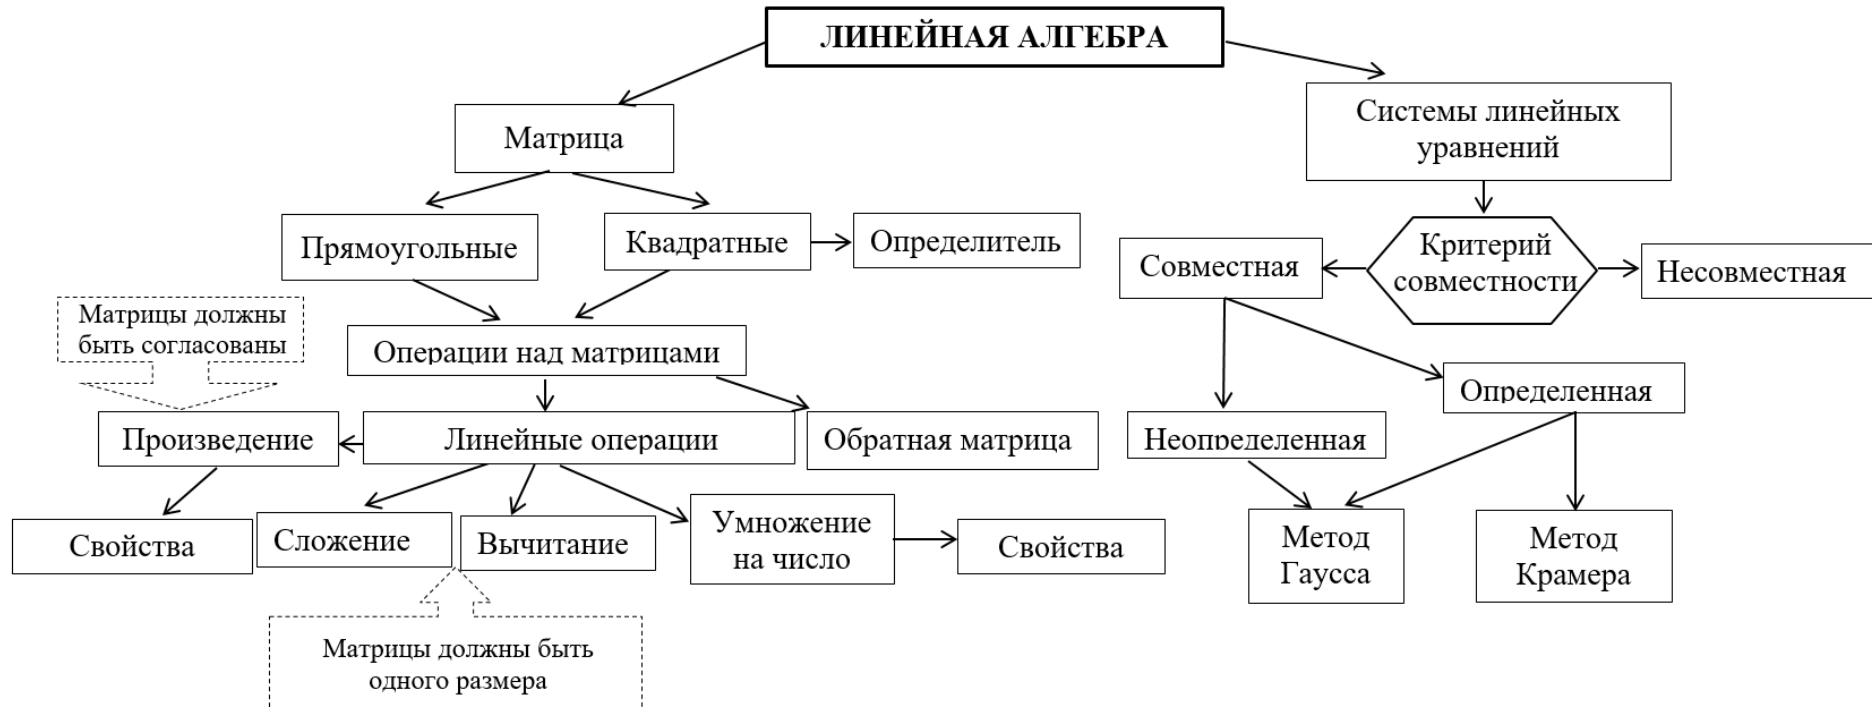 ЛИНЕЙНАЯ АЛГЕБРА
Матрица
Системы линейных
уравнений
Прямоугольные
Квадратные
Определитель
Совместная
Критерий
совместности
Несовместная
Матрицы должны
быть согласованы
Операции над матрицами
Определенная
Произведение
Линейные операции
Обратная матрица
Неопределенная
Свойства
Сложение
Вычитание
Умножение
на число
Свойства
Метод
Гаусса
Метод
Крамера
Матрицы должны быть
одного размера